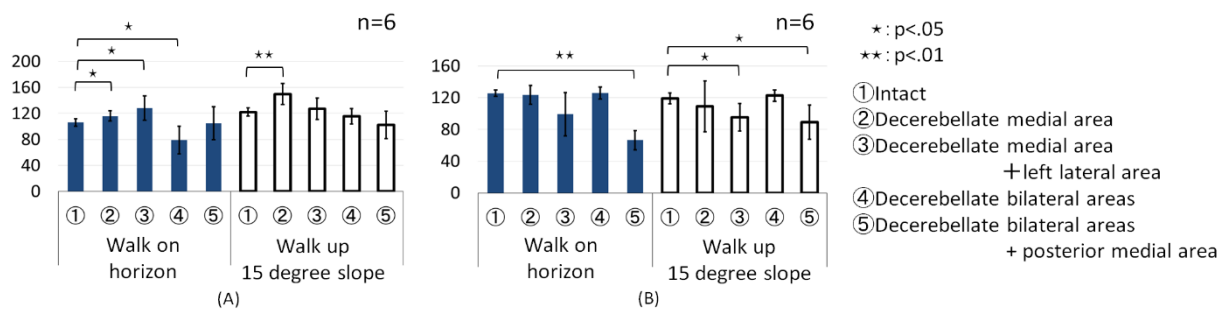 n=6
★
★
★
★★
200
160
120
80
40
0
① ② ③ ④ ⑤ ① ② ③ ④ ⑤
Walk on horizon
Walk up 15 degree slope
(A)
n=6
★★
★
★
160
120
80
40
0
① ② ③ ④ ⑤ ① ② ③ ④ ⑤
Walk on horizon
Walk up 15 degree slope
(B)
★: p<.05
★★: p<.01
①Intact
②Decerebellate medial area
③Decerebellate medial area
+left lateral area
④Decerebellate bilateral areas
⑤Decerebellate bilateral areas
+ posterior medial area